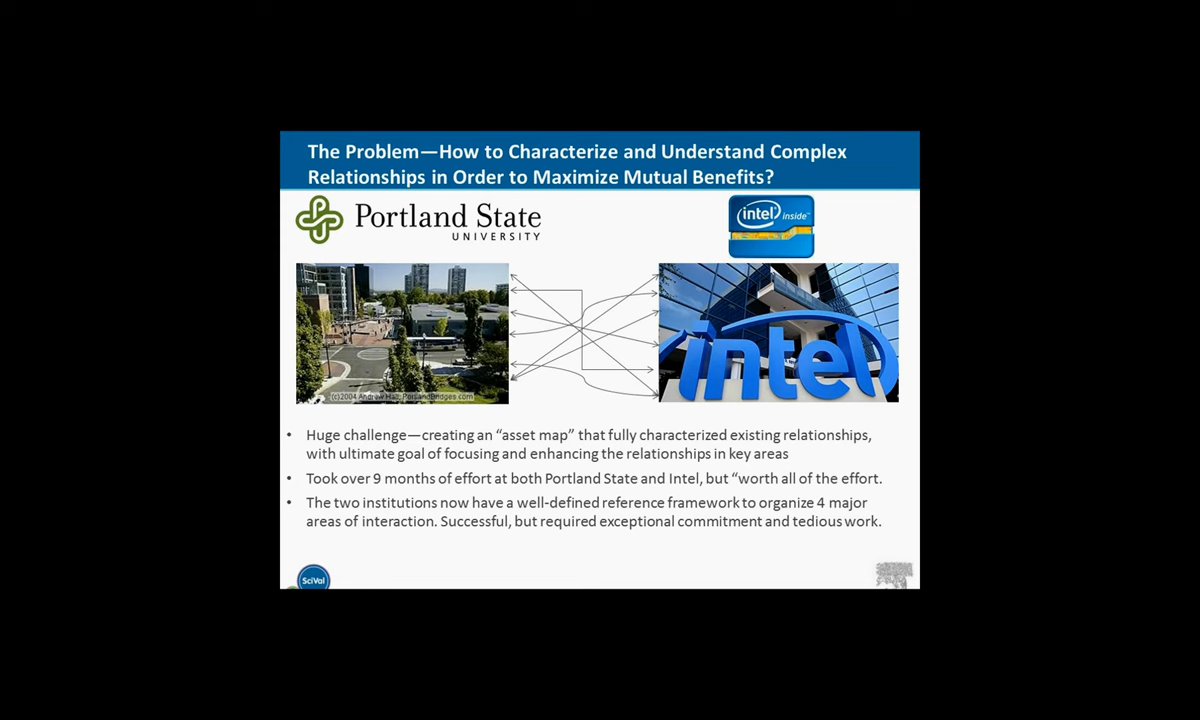 The Problem—How to Characterize and Understand Complex
Relationships in Order to Maximize Mutual Benefits?
Portland State
UNIVERSITY
intel inside™
intel
(c)2004 Andrew Hall, PortlandBridges.com
• Huge challenge—creating an “asset map” that fully characterized existing relationships,
with ultimate goal of focusing and enhancing the relationships in key areas
• Took over 9 months of effort at both Portland State and Intel, but “worth all of the effort.
• The two institutions now have a well-defined reference framework to organize 4 major
areas of interaction. Successful, but required exceptional commitment and tedious work.
SciVal